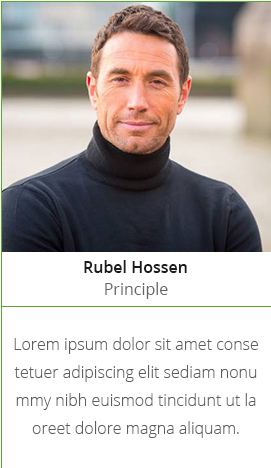 Rubel Hossen
Principle
Lorem ipsum dolor sit amet conse
tetuer adipiscing elit sediam nonu
mmy nibh euismod tincidunt ut la
oreet dolore magna aliquam.